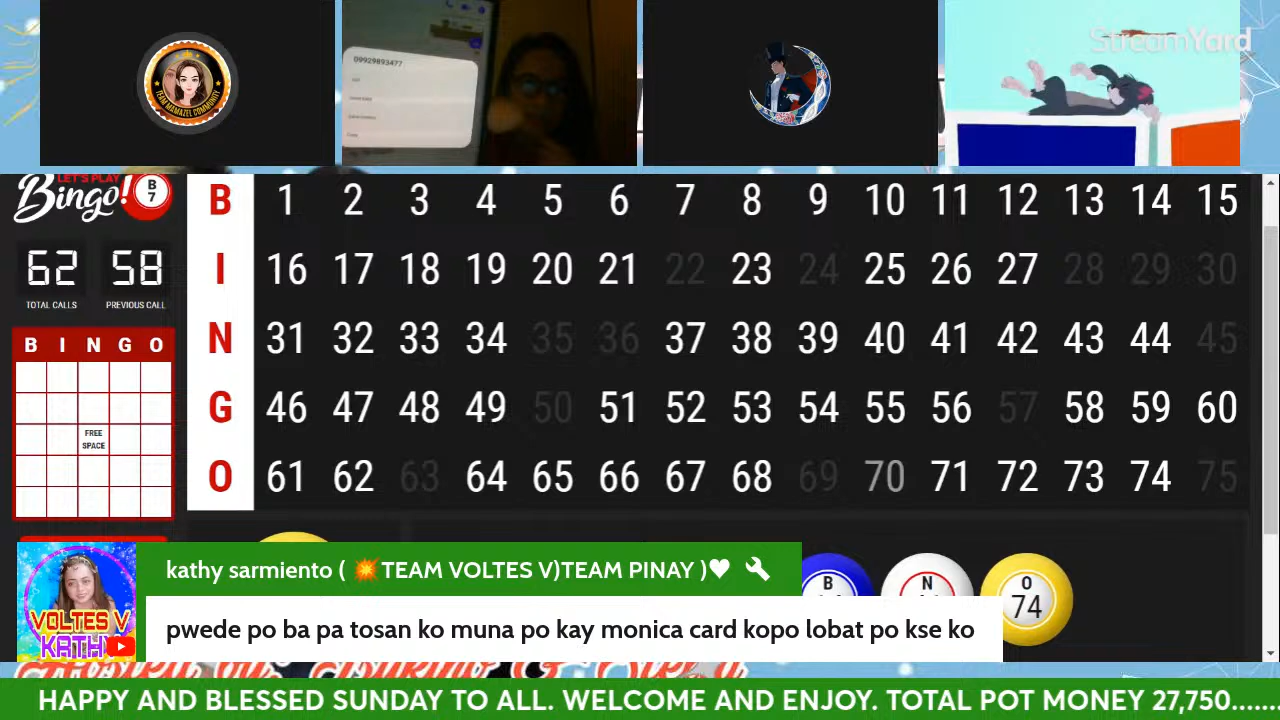 StreamYard
TEAM MAMAZEL COMMUNITY
09929893477
LET'S PLAY
Bingo!
B
7
62
58
TOTAL CALLS
PREVIOUS CALL
B I N G O
FREE
SPACE
B 1 2 3 4 5 6 7 8 9 10 11 12 13 14 15
I 16 17 18 19 20 21 22 23 24 25 26 27 28 29 30
N 31 32 33 34 35 36 37 38 39 40 41 42 43 44 45
G 46 47 48 49 50 51 52 53 54 55 56 57 58 59 60
O 61 62 63 64 65 66 67 68 69 70 71 72 73 74 75
B
N
O
74
kathy sarmiento ( 💥TEAM VOLTES V)TEAM PINAY )♥ 🔧
VOLTES V
KATHY
pwede po ba pa tosan ko muna po kay monica card kopo lobat po kse ko
HAPPY AND BLESSED SUNDAY TO ALL. WELCOME AND ENJOY. TOTAL POT MONEY 27,750.......